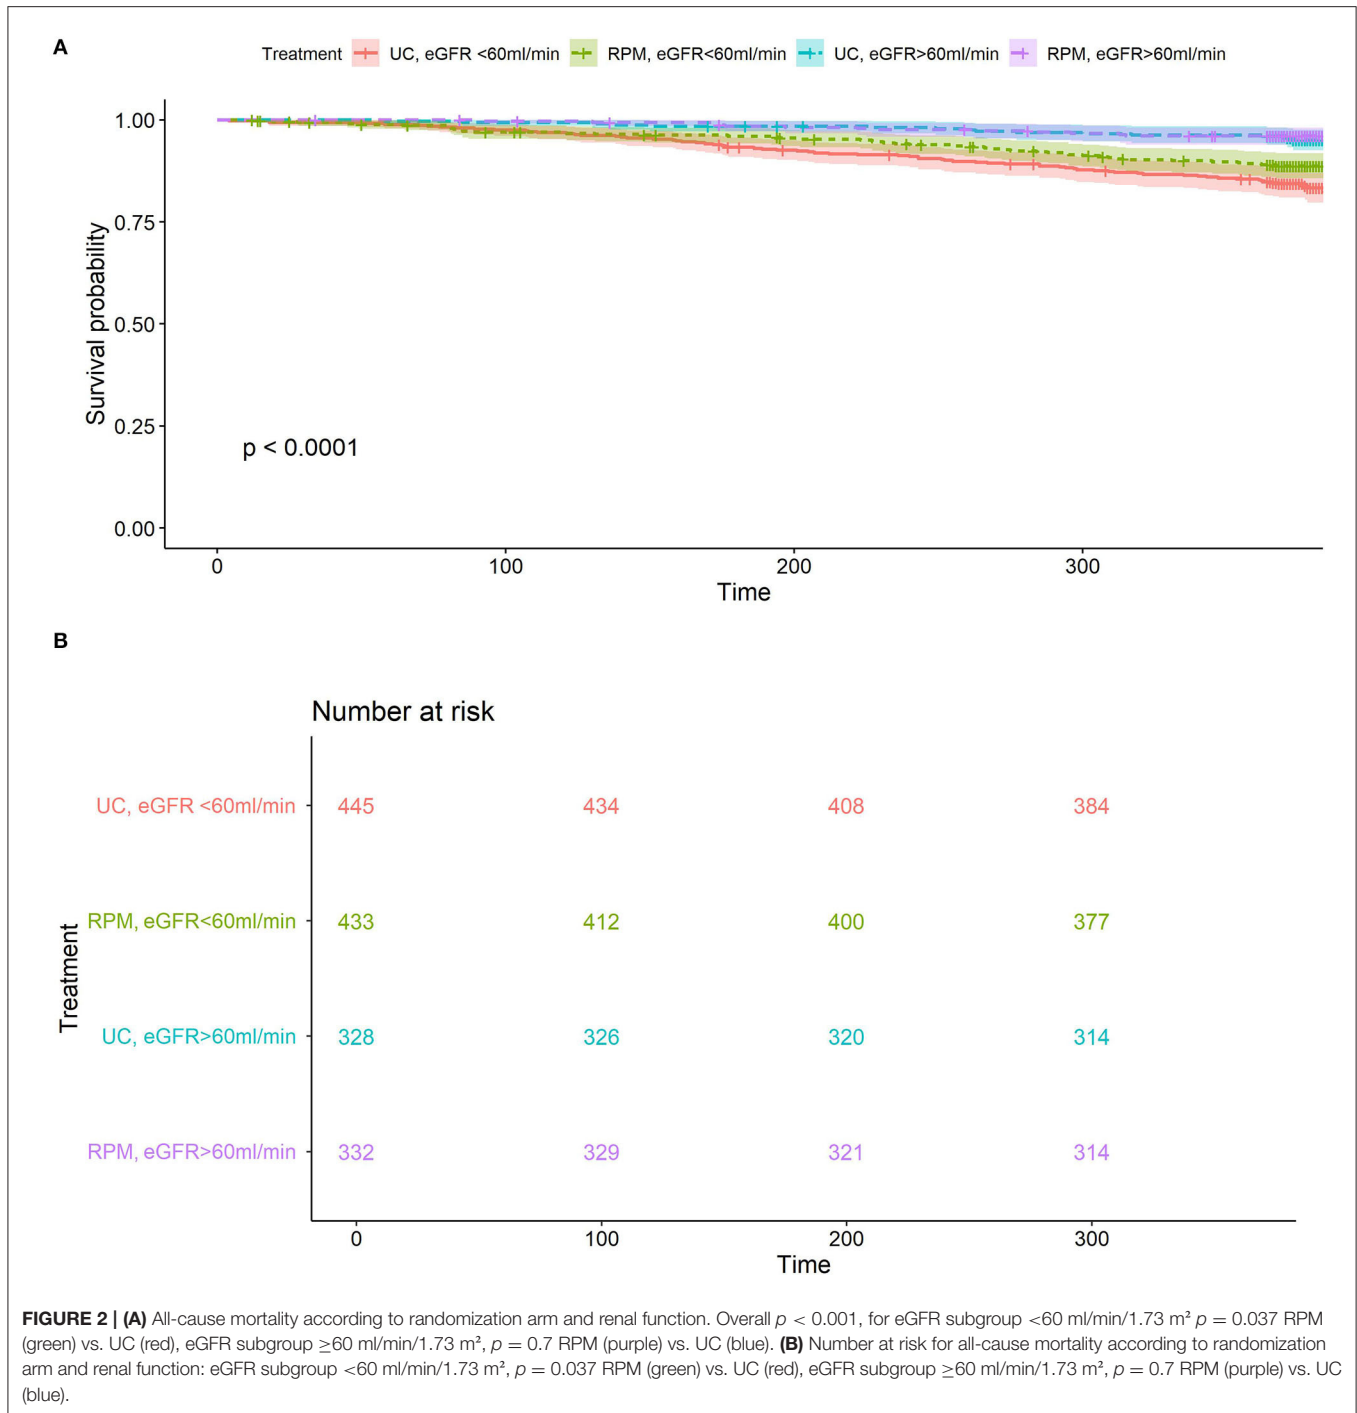 A
Treatment UC, eGFR <60ml/min RPM, eGFR<60ml/min UC, eGFR>60ml/min RPM, eGFR>60ml/min
1.00
0.75
0.50
0.25
0.00
Survival probability
p < 0.0001
0 100 200 300
Time
B
Number at risk
UC, eGFR <60ml/min 445 434 408 384
RPM, eGFR<60ml/min 433 412 400 377
UC, eGFR>60ml/min 328 326 320 314
RPM, eGFR>60ml/min 332 329 321 314
Treatment
0 100 200 300
Time
FIGURE 2 | (A) All-cause mortality according to randomization arm and renal function. Overall p < 0.001, for eGFR subgroup <60 ml/min/1.73 m² p = 0.037 RPM
(green) vs. UC (red), eGFR subgroup ≥60 ml/min/1.73 m², p = 0.7 RPM (purple) vs. UC (blue). (B) Number at risk for all-cause mortality according to randomization
arm and renal function: eGFR subgroup <60 ml/min/1.73 m², p = 0.037 RPM (green) vs. UC (red), eGFR subgroup ≥60 ml/min/1.73 m², p = 0.7 RPM (purple) vs. UC
(blue).